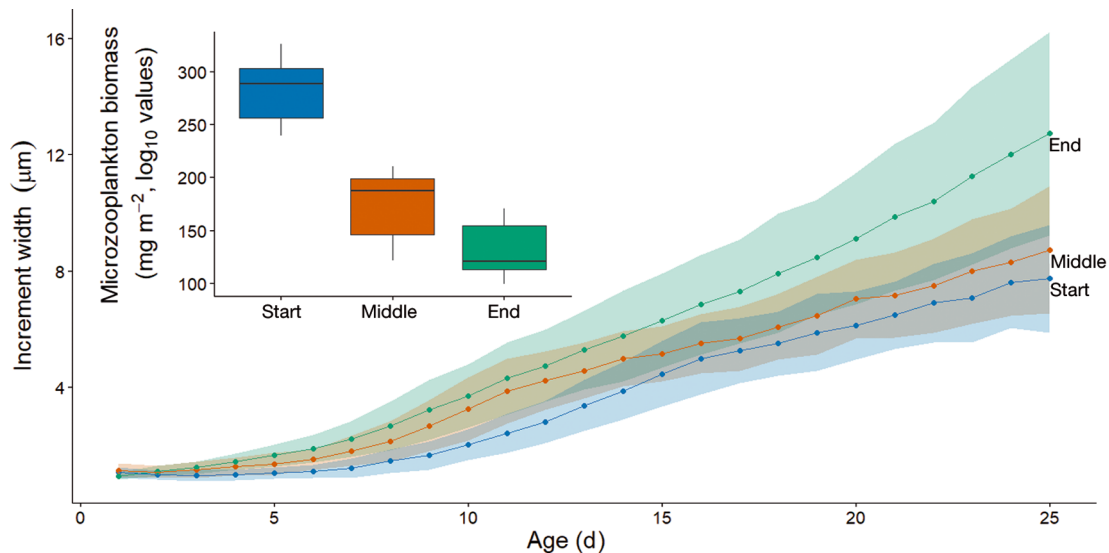 16
12
8
4
Increment width (μm)
Microzooplankton biomass
(mg m⁻², log₁₀ values)
300
250
200
150
100
Start Middle End
End
Middle
Start
0 5 10 15 20 25
Age (d)